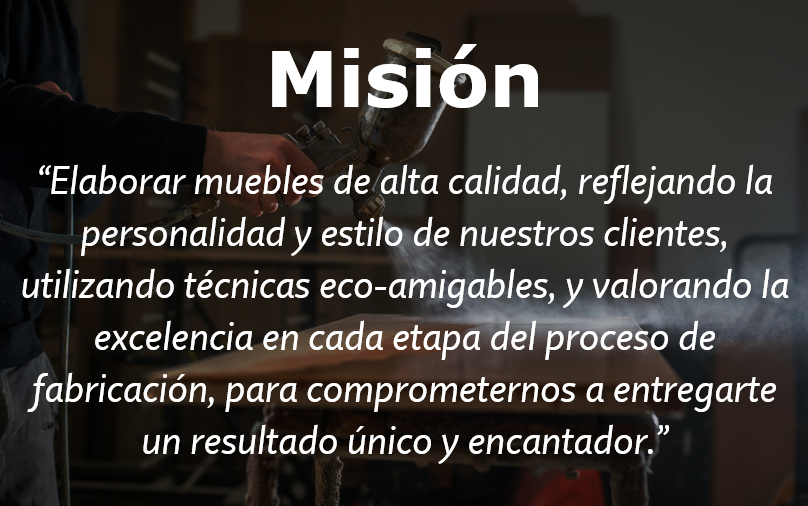 Misión
“Elaborar muebles de alta calidad, reflejando la
personalidad y estilo de nuestros clientes,
utilizando técnicas eco-amigables, y valorando la
excelencia en cada etapa del proceso de
fabricación, para comprometernos a entregarte
un resultado único y encantador.”